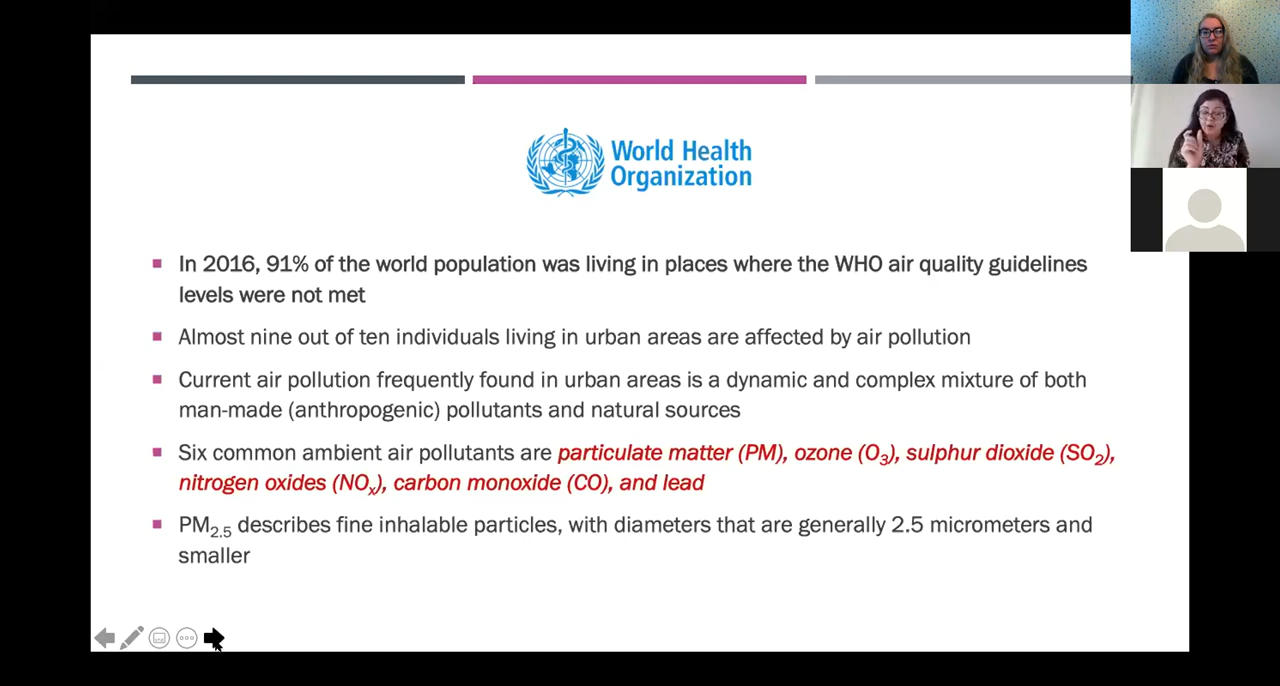 World Health
Organization
In 2016, 91% of the world population was living in places where the WHO air quality guidelines
levels were not met
Almost nine out of ten individuals living in urban areas are affected by air pollution
Current air pollution frequently found in urban areas is a dynamic and complex mixture of both
man-made (anthropogenic) pollutants and natural sources
Six common ambient air pollutants are particulate matter (PM), ozone (O₃), sulphur dioxide (SO₂),
nitrogen oxides (NOₓ), carbon monoxide (CO), and lead
PM₂.₅ describes fine inhalable particles, with diameters that are generally 2.5 micrometers and
smaller